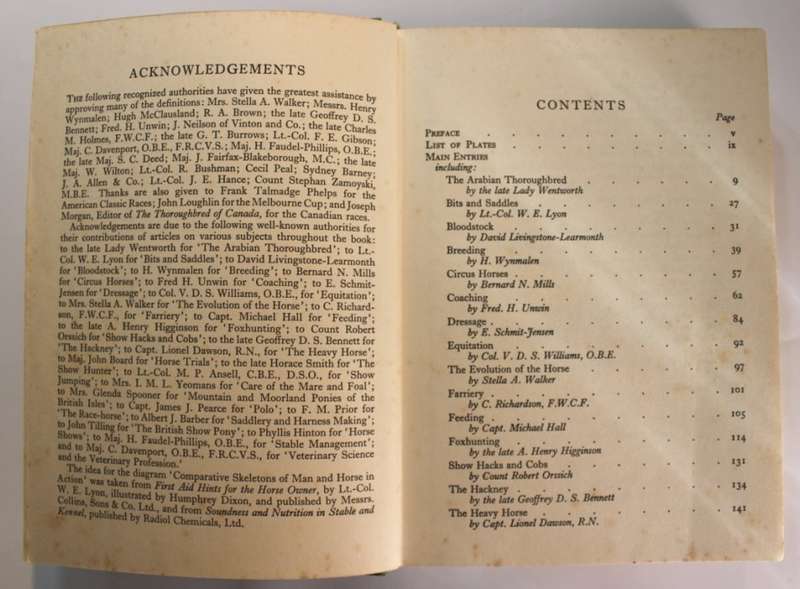 ACKNOWLEDGEMENTS
THE following recognized authorities have given the greatest assistance by
approving many of the definitions: Mrs. Stella A. Walker; Messrs. Henry
Wynmalen; Hugh McClausland; R. A. Brown; the late Geoffrey D. S.
Bennett; Fred. H. Unwin; J. Neilson of Vinton and Co.; the late Charles
M. Holmes, F.W.C.F.; the late G. T. Burrows; Lt.-Col. F. E. Gibson;
Maj. C. Davenport, O.B.E., F.R.C.V.S.; Maj. H. Faudel-Phillips, O.B.E.;
the late Maj. S. C. Deed; Maj. J. Fairfax-Blakeborough, M.C.; the late
Maj. W. Wilton; Lt.-Col. R. Bushman; Cecil Peal; Sydney Barney;
J. A. Allen & Co.; Lt.-Col. J. E. Hance; Count Stephan Zamoyski,
M.B.E. Thanks are also given to Frank Talmadge Phelps for the
American Classic Races; John Loughlin for the Melbourne Cup; and Joseph
Morgan, Editor of The Thoroughbred of Canada, for the Canadian races.
Acknowledgements are due to the following well-known authorities for
their contributions of articles on various subjects throughout the book:
to the late Lady Wentworth for 'The Arabian Thoroughbred'; to Lt.-
Col. W. E. Lyon for 'Bits and Saddles'; to David Livingstone-Learmonth
for 'Bloodstock'; to H. Wynmalen for 'Breeding'; to Bernard N. Mills
for 'Circus Horses'; to Fred H. Unwin for 'Coaching'; to E. Schmit-
Jensen for 'Dressage'; to Col. V. D. S. Williams, O.B.E., for 'Equitation';
to Mrs. Stella A. Walker for 'The Evolution of the Horse'; to C. Richard-
son, F.W.C.F., for 'Farriery'; to Capt. Michael Hall for 'Feeding';
to the late A. Henry Higginson for 'Foxhunting'; to Count Robert
Orssich for 'Show Hacks and Cobs'; to the late Geoffrey D. S. Bennett for
'The Hackney'; to Capt. Lionel Dawson, R.N., for 'The Heavy Horse';
to Maj. John Board for 'Horse Trials'; to the late Horace Smith for 'The
Show Hunter'; to Lt.-Col. M. P. Ansell, C.B.E., D.S.O., for 'Show
Jumping'; to Mrs. I. M. L. Yeomans for 'Care of the Mare and Foal';
to Mrs. Glenda Spooner for 'Mountain and Moorland Ponies of the
British Isles'; to Capt. James J. Pearce for 'Polo'; to F. M. Prior for
'The Race-horse'; to Albert J. Barber for 'Saddlery and Harness Making';
to John Tilling for 'The British Show Pony'; to Phyllis Hinton for 'Horse
Shows'; to Maj. H. Faudel-Phillips, O.B.E., for 'Stable Management';
and to Maj. C. Davenport, O.B.E., F.R.C.V.S., for 'Veterinary Science
and the Veterinary Profession.'
The idea for the diagram 'Comparative Skeletons of Man and Horse in
Action' was taken from First Aid Hints for the Horse Owner, by Lt.-Col.
W. E. Lyon, illustrated by Humphrey Dixon, and published by Messrs.
Collins, Sons & Co. Ltd., and from Soundness and Nutrition in Stable and
Kennel, published by Radiol Chemicals, Ltd.
CONTENTS
Page
PREFACE . . . . . . . . . . v
LIST OF PLATES . . . . . . . . . ix
MAIN ENTRIES
including:
The Arabian Thoroughbred . . . . . . 9
by the late Lady Wentworth
Bits and Saddles . . . . . . . . 27
by Lt.-Col. W. E. Lyon
Bloodstock . . . . . . . . 31
by David Livingstone-Learmonth
Breeding . . . . . . . . 39
by H. Wynmalen
Circus Horses . . . . . . . . 57
by Bernard N. Mills
Coaching . . . . . . . . 62
by Fred. H. Unwin
Dressage . . . . . . . . 84
by E. Schmit-Jensen
Equitation . . . . . . . . 92
by Col. V. D. S. Williams, O.B.E.
The Evolution of the Horse . . . . . . 97
by Stella A. Walker
Farriery . . . . . . . . 101
by C. Richardson, F.W.C.F.
Feeding . . . . . . . . 105
by Capt. Michael Hall
Foxhunting . . . . . . . . 114
by the late A. Henry Higginson
Show Hacks and Cobs . . . . . . 131
by Count Robert Orssich
The Hackney . . . . . . . . 134
by the late Geoffrey D. S. Bennett
The Heavy Horse . . . . . . . 141
by Capt. Lionel Dawson, R.N.